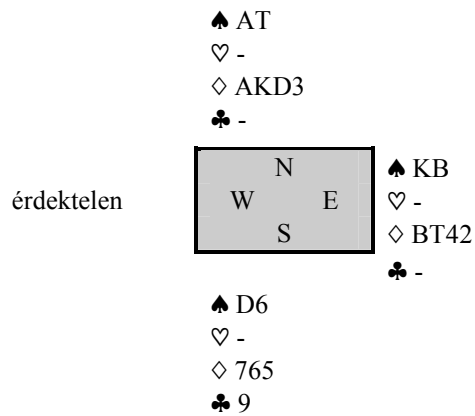 ♠ AT
♡ -
♢ AKD3
♣ -
N
W E
S
érdektelen
♠ KB
♡ -
♢ BT42
♣ -
♠ D6
♡ -
♢ 765
♣ 9